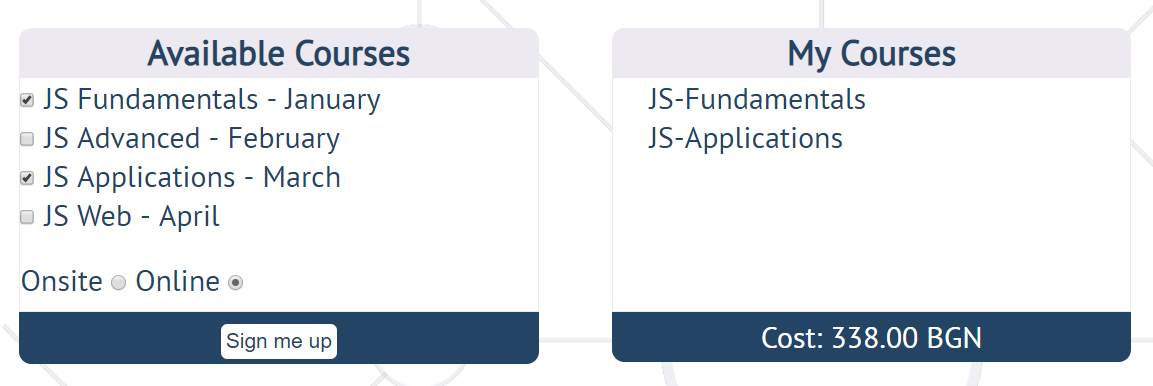 Available Courses
JS Fundamentals - January
JS Advanced - February
JS Applications - March
JS Web - April
Onsite Online
Sign me up
My Courses
JS-Fundamentals
JS-Applications
Cost: 338.00 BGN